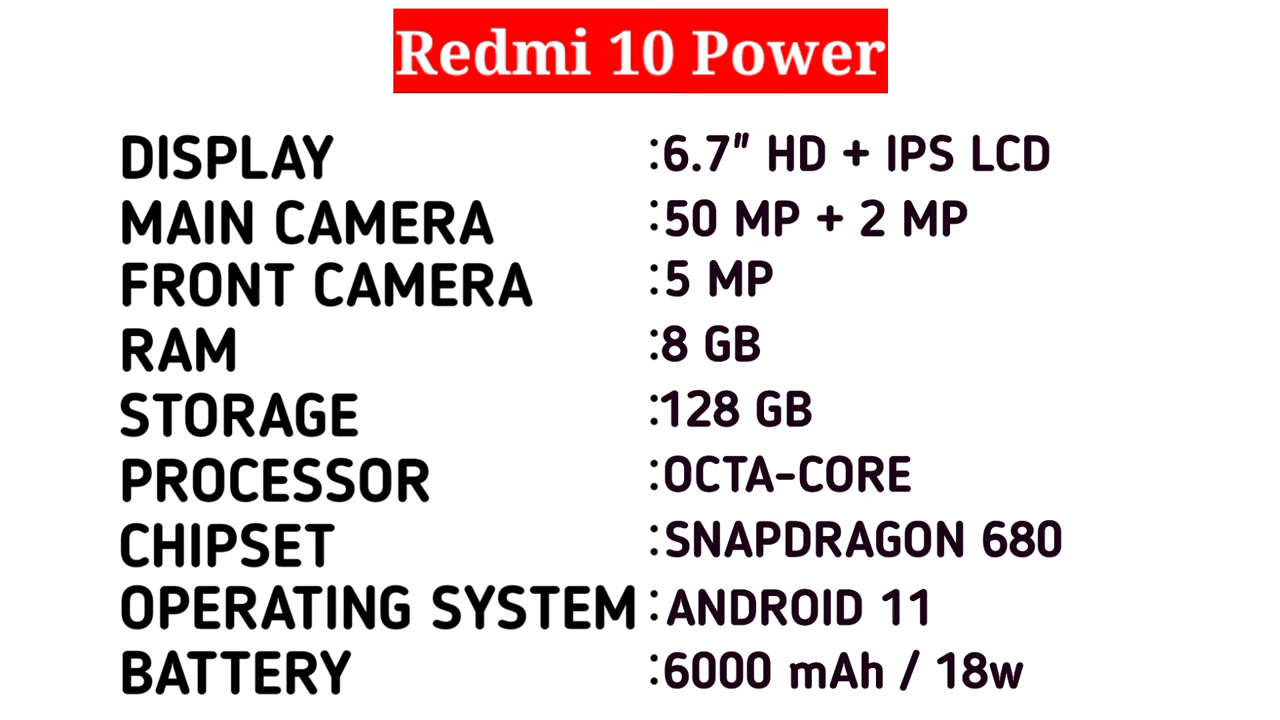 Redmi 10 Power
DISPLAY :6.7" HD + IPS LCD
MAIN CAMERA :50 MP + 2 MP
FRONT CAMERA :5 MP
RAM :8 GB
STORAGE :128 GB
PROCESSOR :OCTA-CORE
CHIPSET :SNAPDRAGON 680
OPERATING SYSTEM :ANDROID 11
BATTERY :6000 mAh / 18w